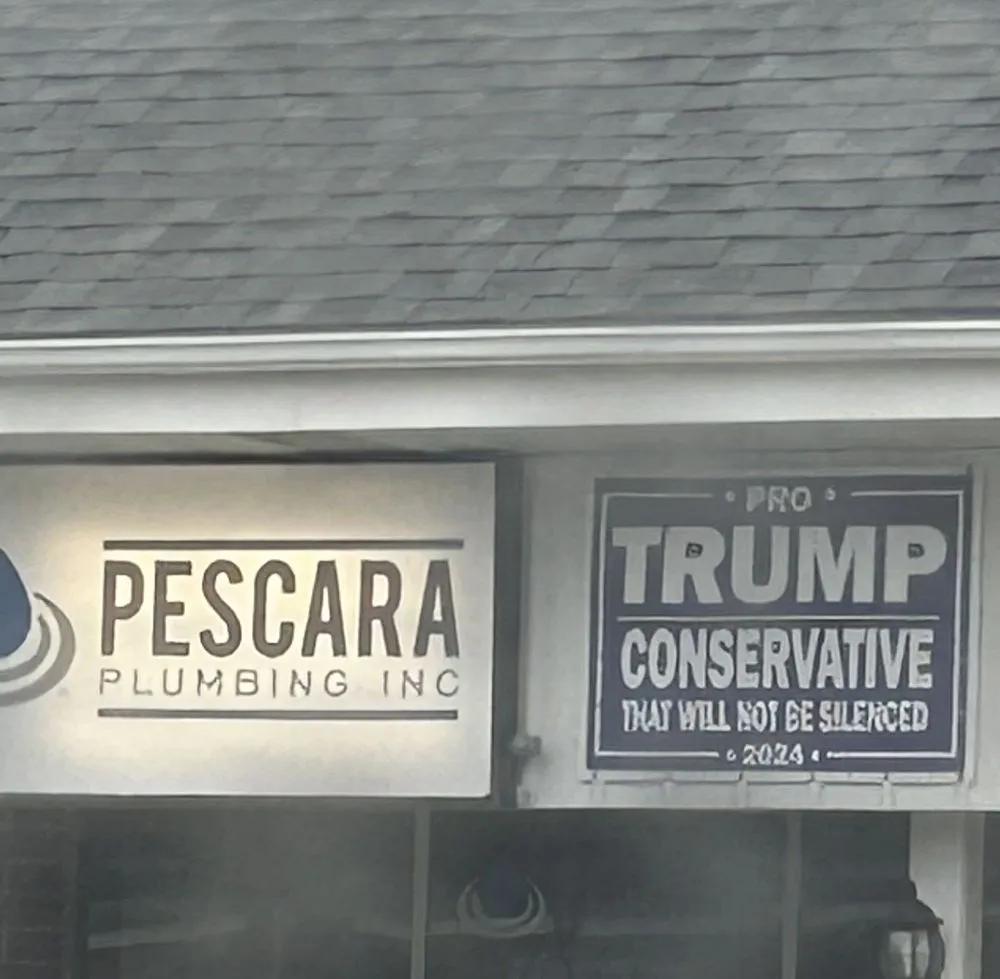 PESCARA
PLUMBING INC
PRO
TRUMP
CONSERVATIVE
THAT WILL NOT BE SILENCED
2024